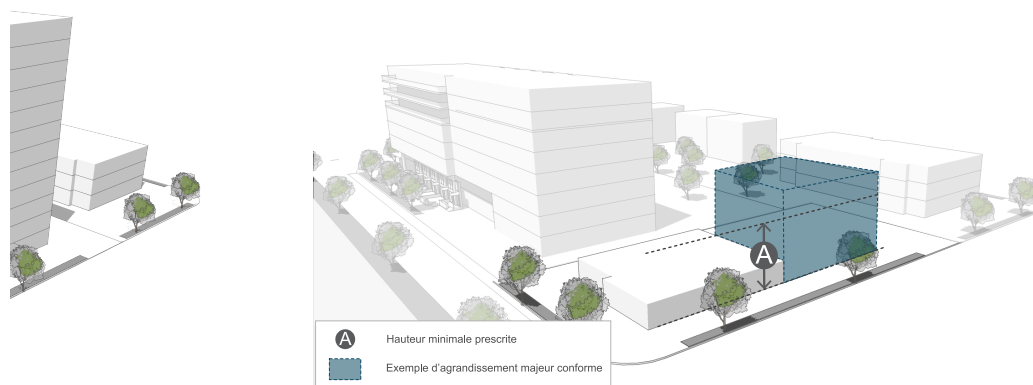 A
A Hauteur minimale prescrite
Exemple d'agrandissement majeur conforme